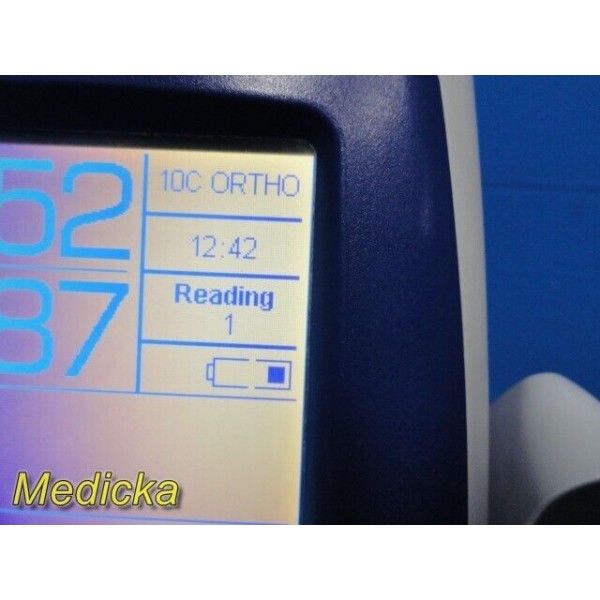 52
10C ORTHO
12:42
87
Reading
1
Medicka